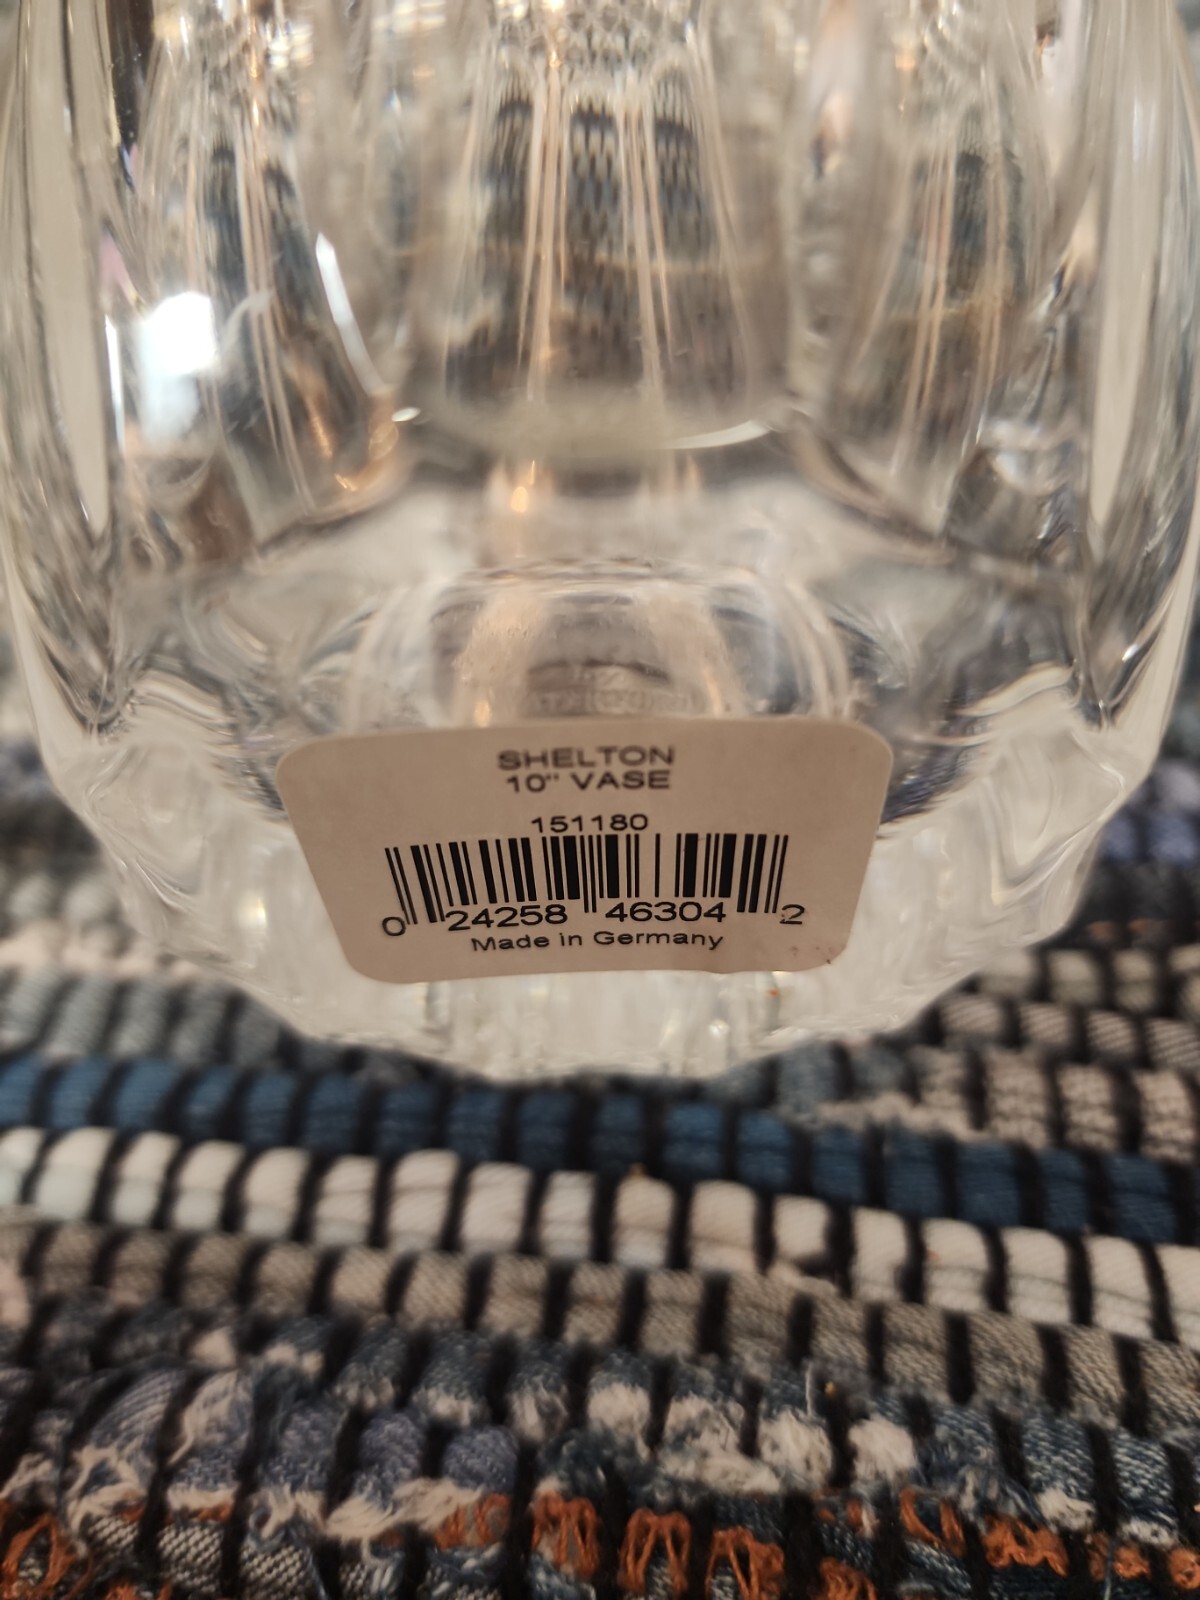 SHELTON
10" VASE
151180
0 24258 46304 2
Made in Germany